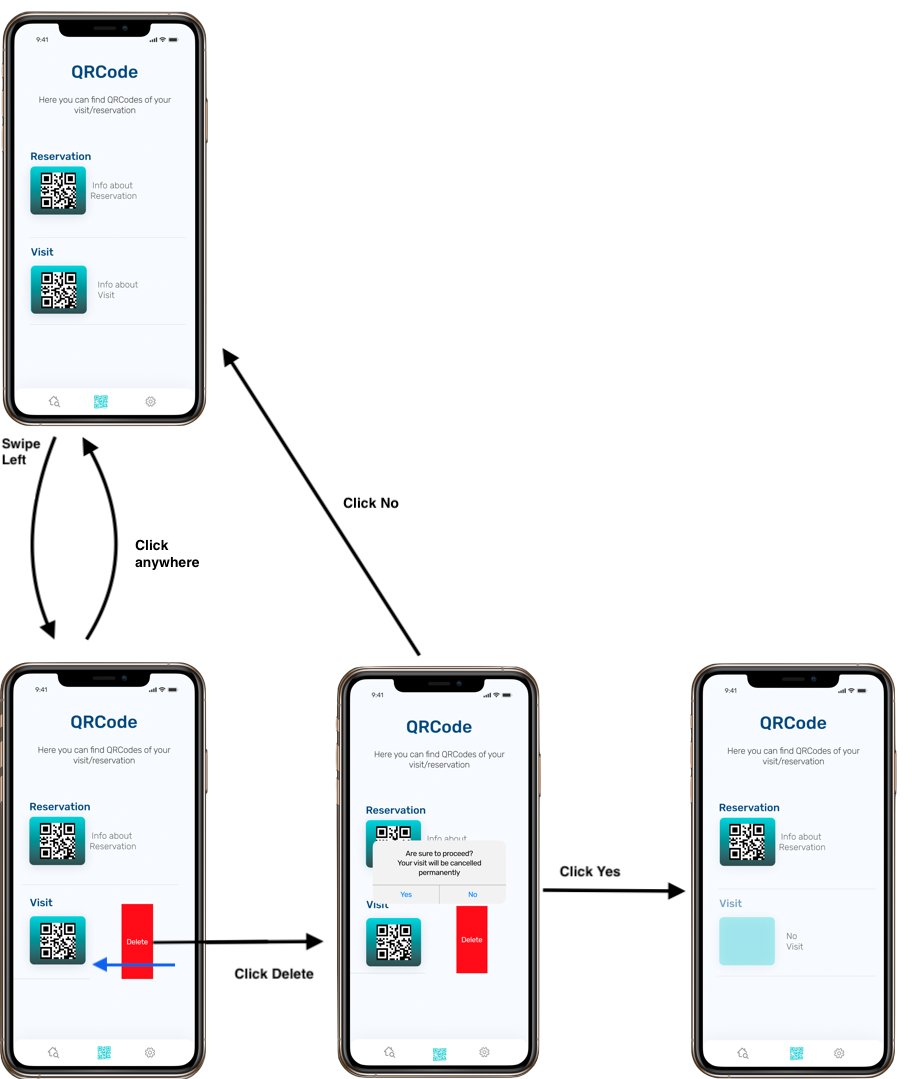 9:41
QRCode
Here you can find QRCodes of your
visit/reservation
Reservation
Info about
Reservation
Visit
Info about
Visit
Swipe
Left
Click
anywhere
Click No
9:41
QRCode
Here you can find QRCodes of your
visit/reservation
Reservation
Info about
Reservation
Visit
Delete
Click Delete
9:41
QRCode
Here you can find QRCodes of your
visit/reservation
Reservation
Info about
Are sure to proceed?
Your visit will be cancelled
permanently
Yes
No
Visit
Delete
Click Yes
9:41
QRCode
Here you can find QRCodes of your
visit/reservation
Reservation
Info about
Reservation
Visit
No
Visit